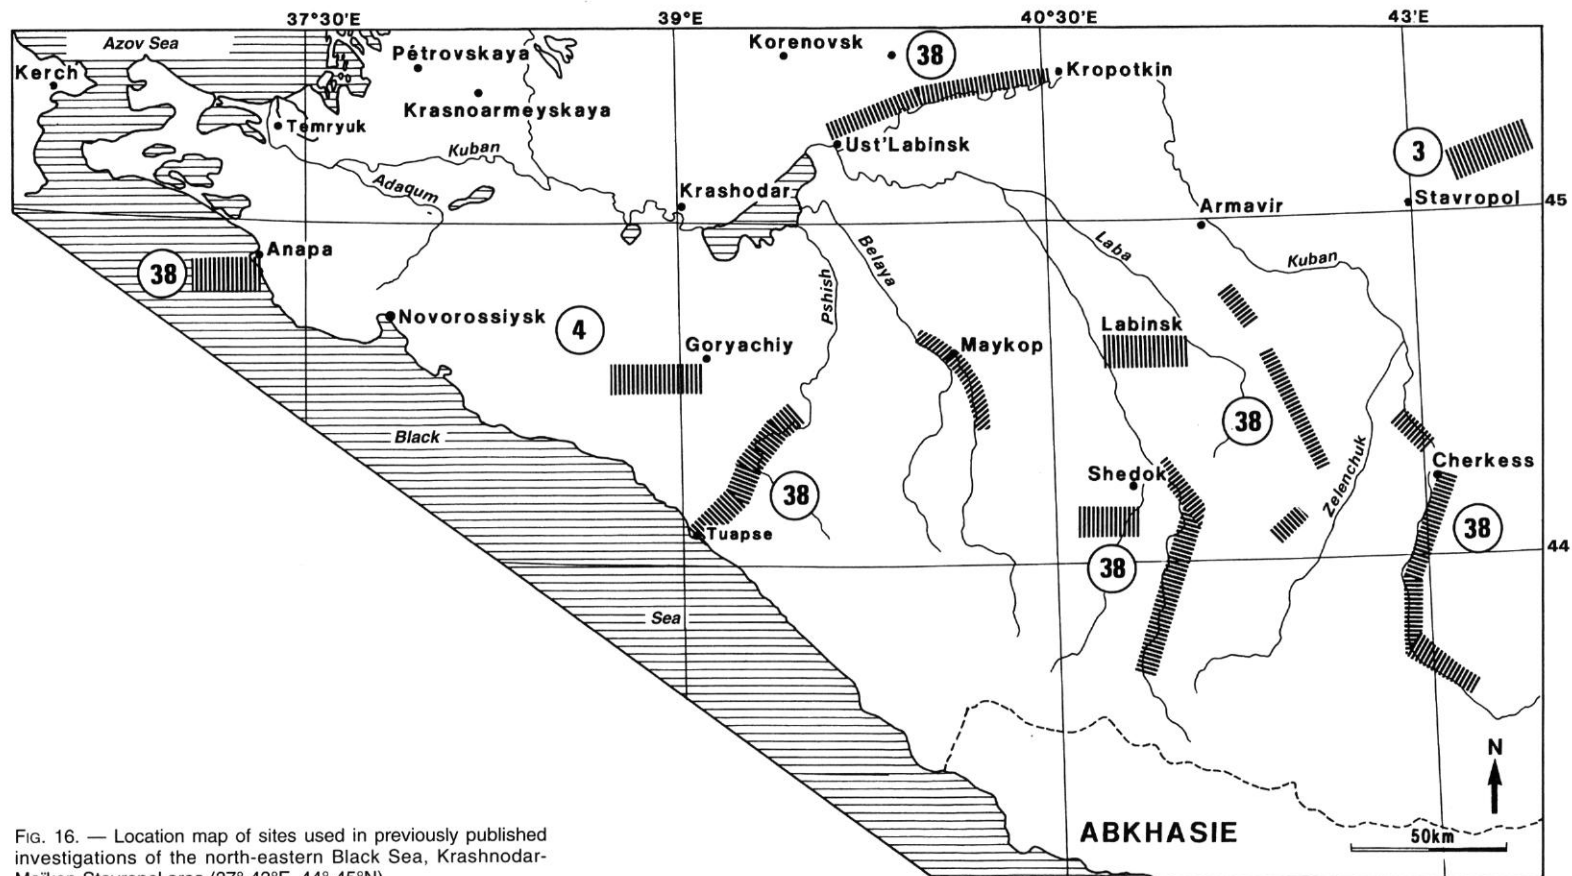 37°30'E 39°E 40°30'E 43°E
Azov Sea
Kerch
Pétrovskaya
Korenovsk
38
Kropotkin
Krasnoarmeyskaya
Temryuk
Kuban
Ust'Labinsk
3
Adaqum
Krashodar
Stavropol
45
Armavir
Anapa
38
Belaya
Laba
Kuban
Pshish
Novorossiysk
4
Goryachiy
Maykop
Labinsk
38
Black
Cherkess
Shedok
Zelenchuk
38
38
Tuapse
44
38
Sea
N
ABKHASIE
50km
FIG. 16. — Location map of sites used in previously published
investigations of the north-eastern Black Sea, Krashnodar-